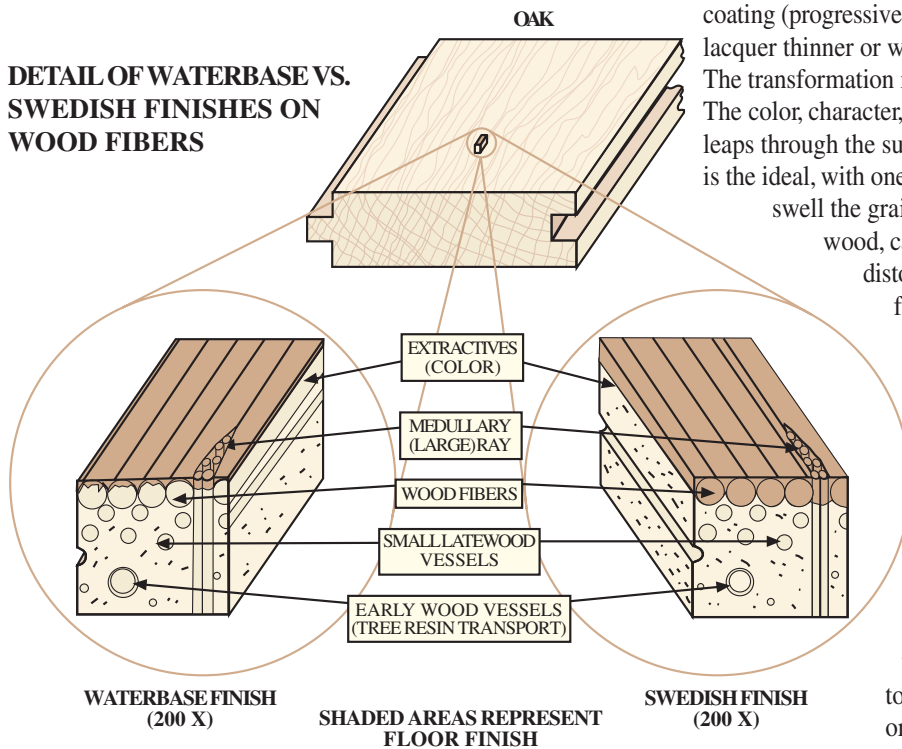 OAK
DETAIL OF WATERBASE VS.
SWEDISH FINISHES ON
WOOD FIBERS
coating (progressive
lacquer thinner or w
The transformation
The color, character,
leaps through the su
is the ideal, with one
swell the grai
wood, c
disto
f
EXTRACTIVES
(COLOR)
MEDULLARY
(LARGE) RAY
WOOD FIBERS
SMALL LATEWOOD
VESSELS
EARLY WOOD VESSELS
(TREE RESIN TRANSPORT)
WATERBASE FINISH
(200 X)
SHADED AREAS REPRESENT
FLOOR FINISH
SWEDISH FINISH
(200 X)
to
or